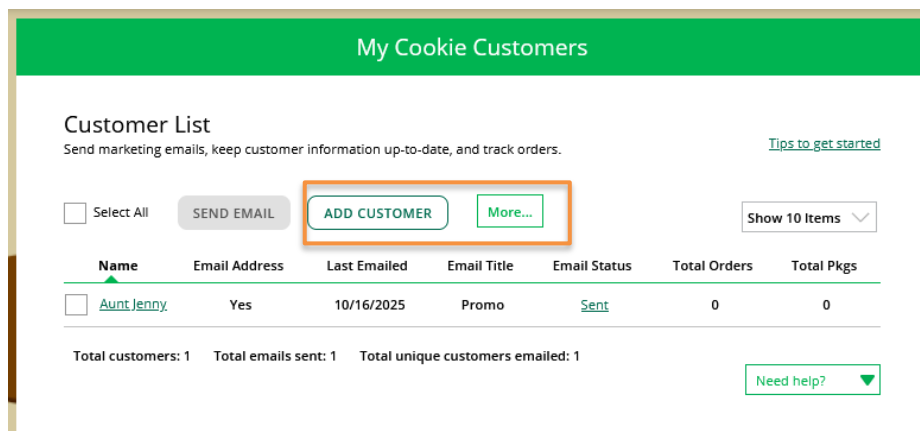 My Cookie Customers
Customer List
Send marketing emails, keep customer information up-to-date, and track orders.
Tips to get started
Select All SEND EMAIL ADD CUSTOMER More... Show 10 Items
Name Email Address Last Emailed Email Title Email Status Total Orders Total Pkgs
Aunt Jenny Yes 10/16/2025 Promo Sent 0 0
Total customers: 1 Total emails sent: 1 Total unique customers emailed: 1
Need help?